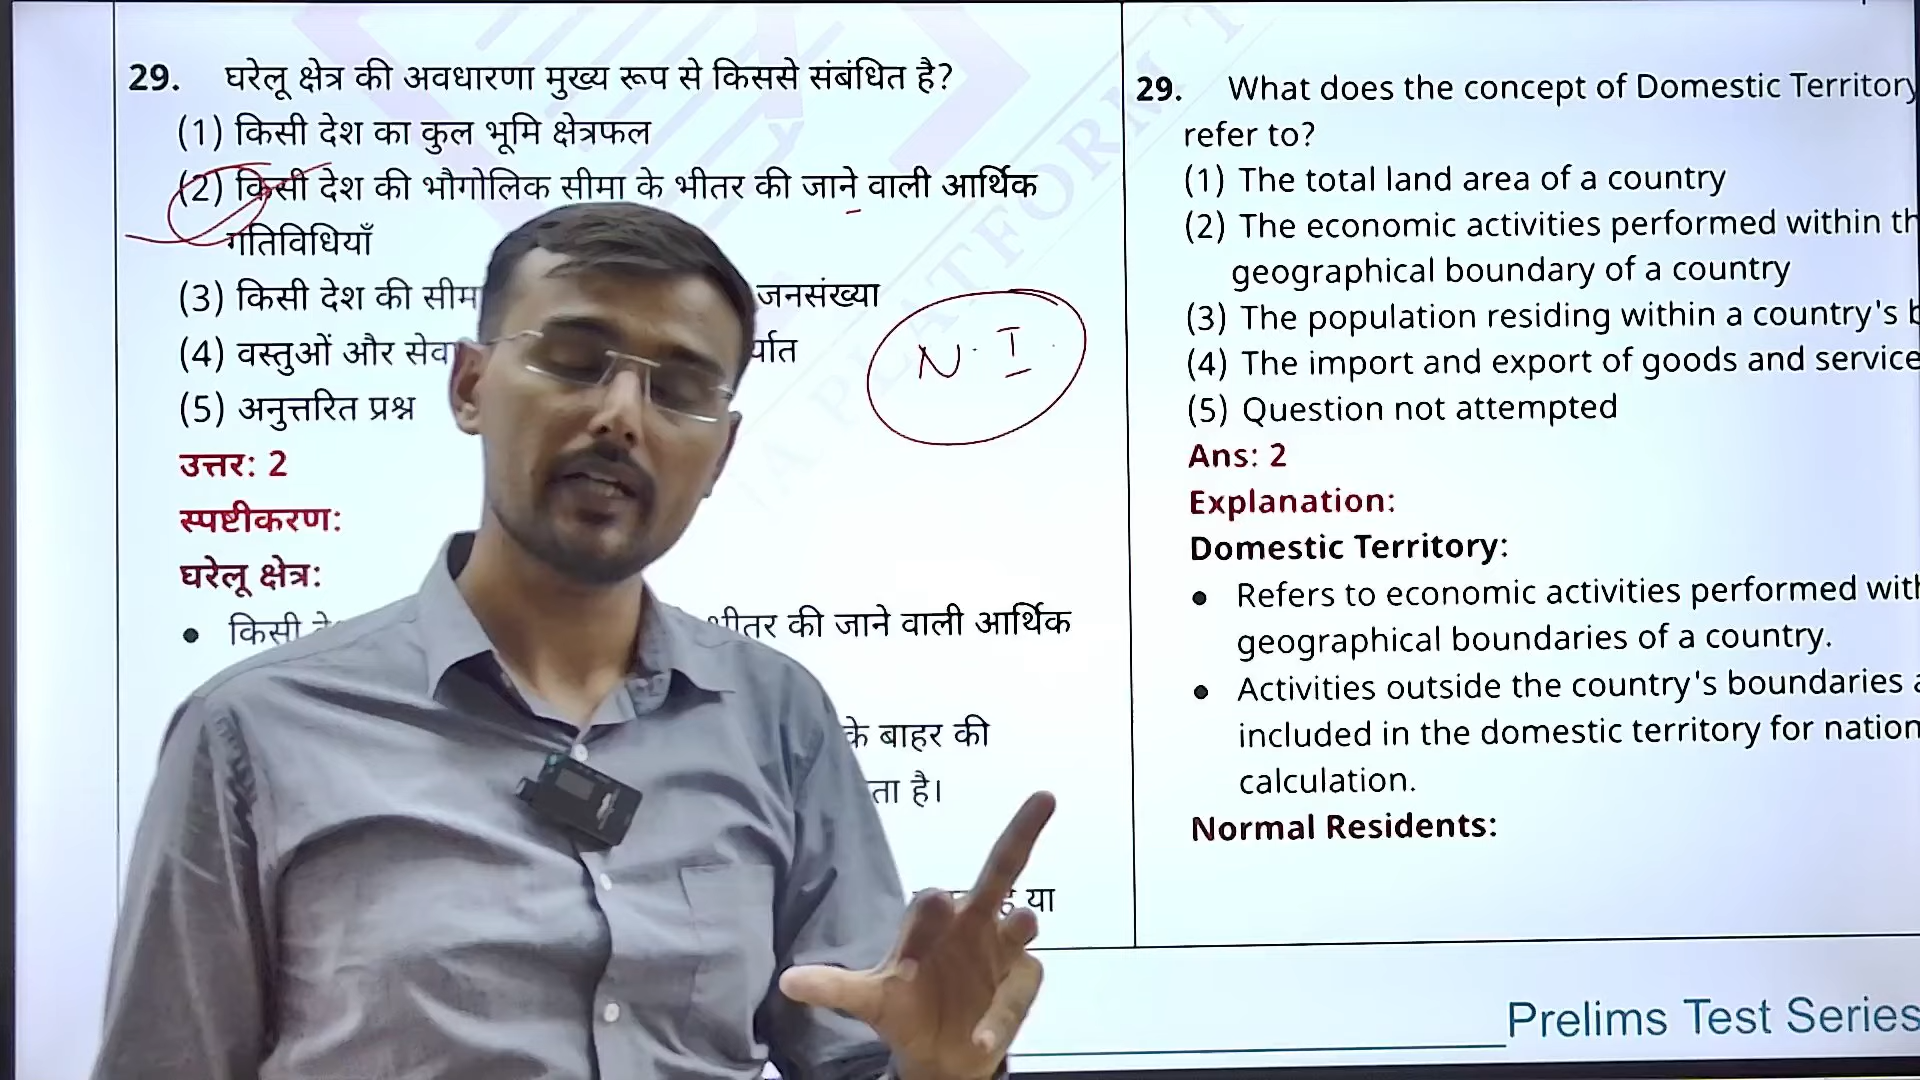 29. घरेलू क्षेत्र की अवधारणा मुख्य रूप से किससे संबंधित है?
(1) किसी देश का कुल भूमि क्षेत्रफल
(2) किसी देश की भौगोलिक सीमा के भीतर की जाने वाली आर्थिक
गतिविधियाँ
(3) किसी देश की जनसंख्या
(4) वस्तुओं और
(5) अनुत्तरित प्रश्न
N. I.
उत्तर: 2
स्पष्टीकरण:
घरेलू क्षेत्र:
• किसी भीतर की जाने वाली आर्थिक
के बाहर की
है।
या
29. What does the concept of Domestic Territory
refer to?
(1) The total land area of a country
(2) The economic activities performed within
geographical boundary of a country
(3) The population residing within a country's
(4) The import and export of goods and
(5) Question not attempted
Ans: 2
Explanation:
Domestic Territory:
• Refers to economic activities performed
geographical boundaries of a country.
• Activities outside the country's boundaries
included in the domestic territory for
calculation.
Normal Residents:
Prelims Test Series